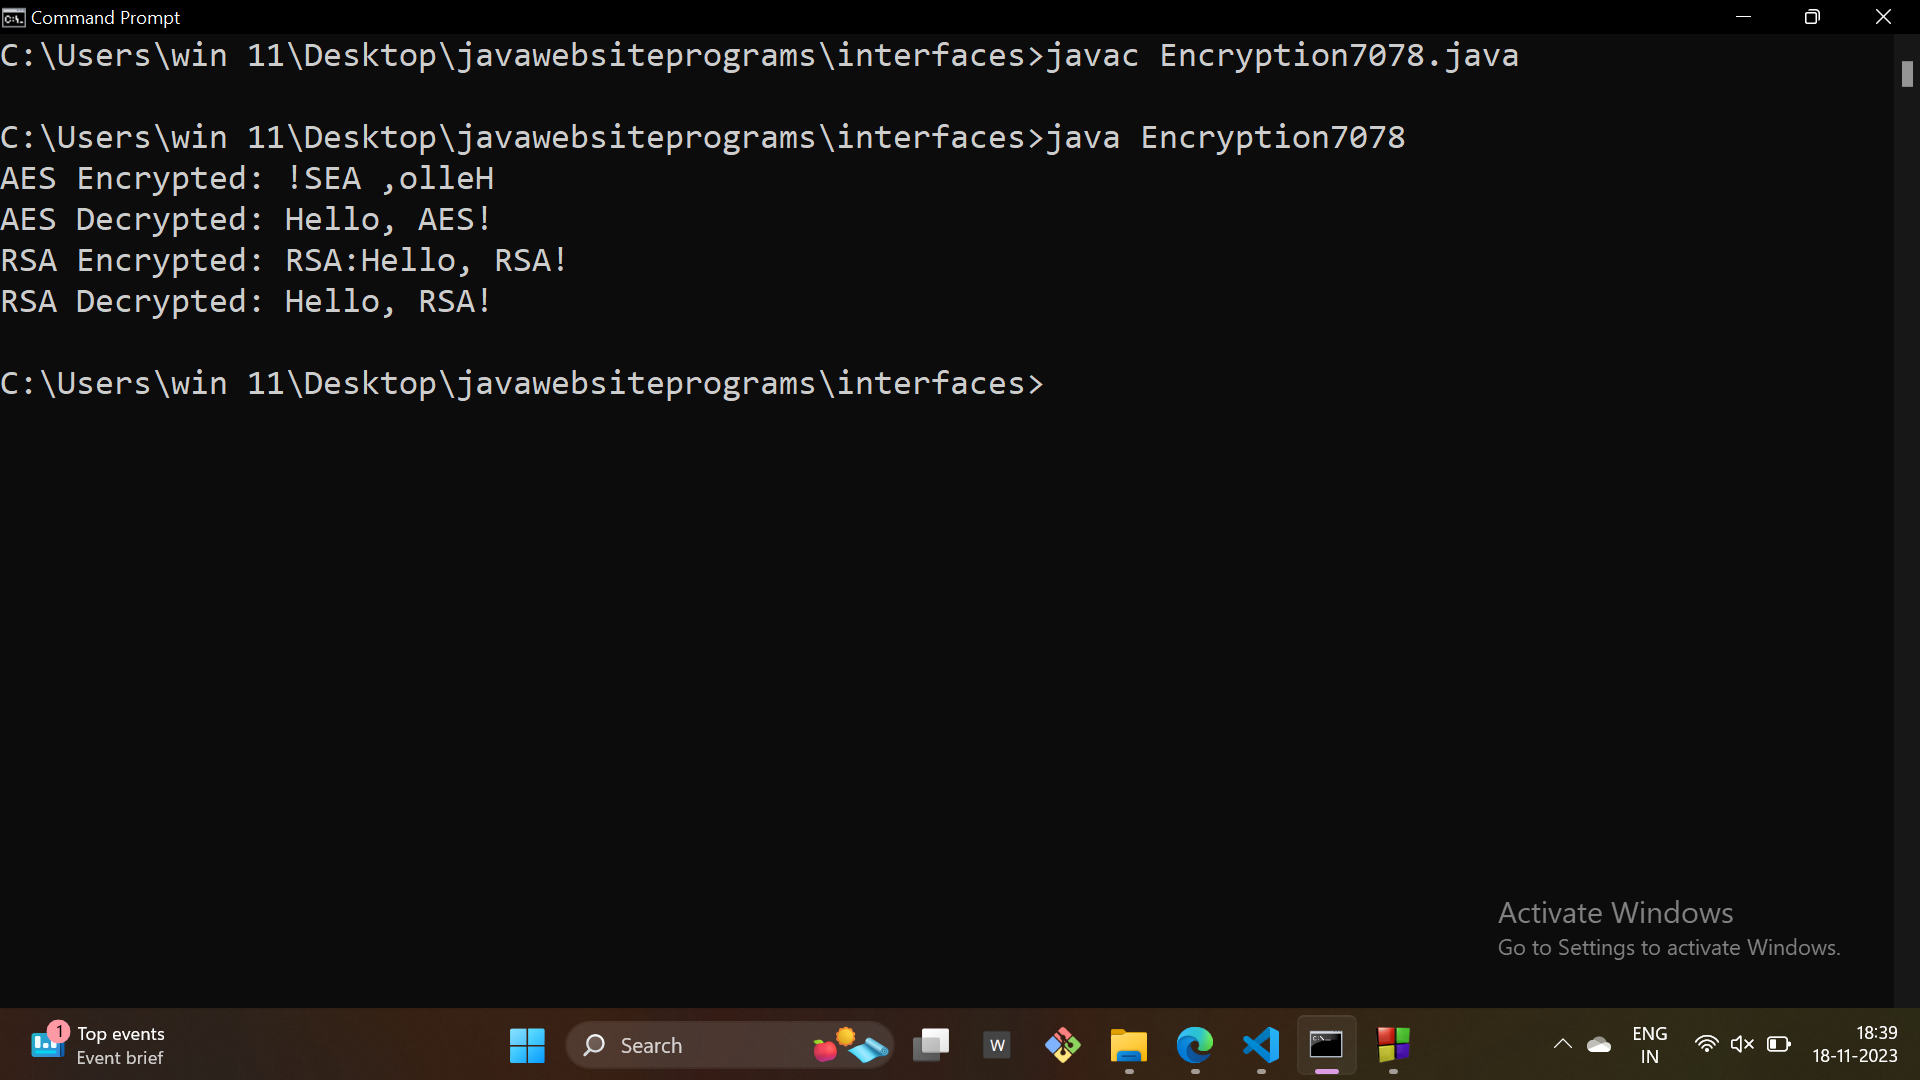 Command Prompt
C:\Users\win 11\Desktop\javawebsiteprograms\interfaces>javac Encryption7078.java
C:\Users\win 11\Desktop\javawebsiteprograms\interfaces>java Encryption7078
AES Encrypted: !SEA ,olleH
AES Decrypted: Hello, AES!
RSA Encrypted: RSA:Hello, RSA!
RSA Decrypted: Hello, RSA!
C:\Users\win 11\Desktop\javawebsiteprograms\interfaces>
Activate Windows
Go to Settings to activate Windows.
1
Top events
Event brief
Search
W
ENG
IN
18:39
18-11-2023